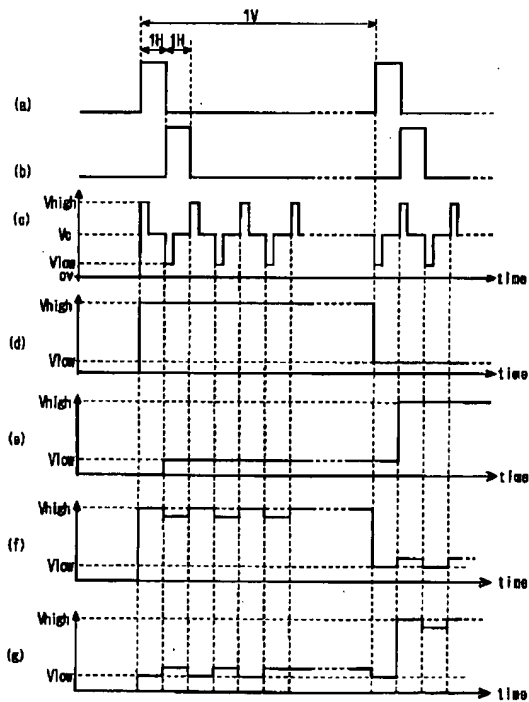 1V
1H 1H
(a)
(b)
(c)
Vhigh
Vc
Vlow
0V
time
(d)
Vhigh
Vlow
time
(e)
Vhigh
Vlow
time
(f)
Vhigh
Vlow
time
(g)
Vhigh
Vlow
time